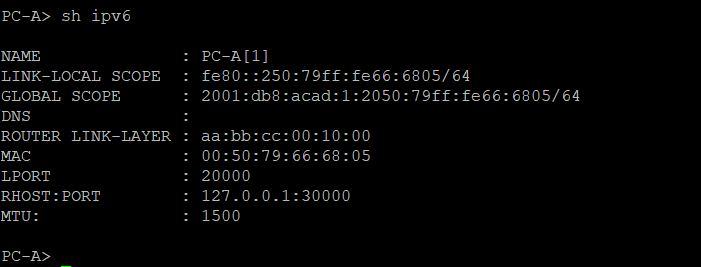 PC-A> sh ipv6
NAME : PC-A[1]
LINK-LOCAL SCOPE : fe80::250:79ff:fe66:6805/64
GLOBAL SCOPE : 2001:db8:acad:1:2050:79ff:fe66:6805/64
DNS :
ROUTER LINK-LAYER : aa:bb:cc:00:10:00
MAC : 00:50:79:66:68:05
LPORT : 20000
RHOST:PORT : 127.0.0.1:30000
MTU: : 1500
PC-A>